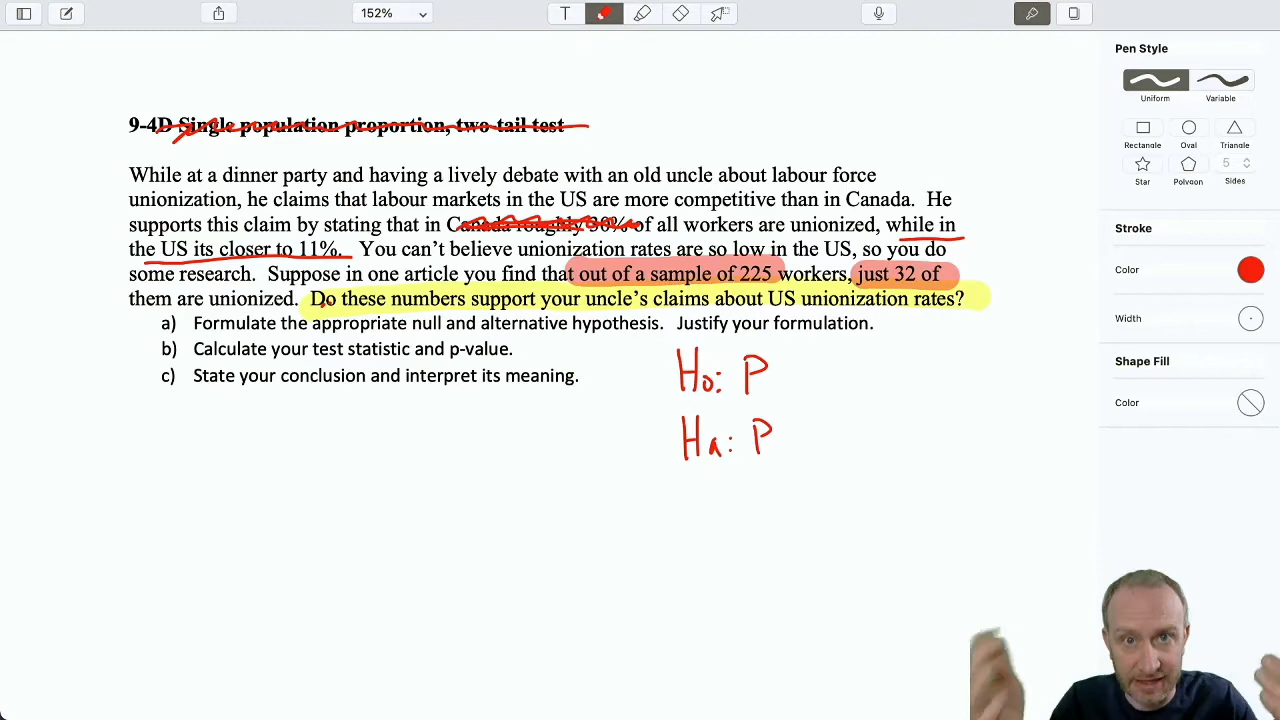 152%
T
Pen Style
Uniform
Variable
Rectangle
Oval
Triangle
Star
Polygon
5
Sides
Stroke
Color
Width
Shape Fill
Color
9-4D Single population proportion, two-tail test
While at a dinner party and having a lively debate with an old uncle about labour force
unionization, he claims that labour markets in the US are more competitive than in Canada. He
supports this claim by stating that in Canada roughly 30% of all workers are unionized, while in
the US its closer to 11%. You can’t believe unionization rates are so low in the US, so you do
some research. Suppose in one article you find that out of a sample of 225 workers, just 32 of
them are unionized. Do these numbers support your uncle’s claims about US unionization rates?
a) Formulate the appropriate null and alternative hypothesis. Justify your formulation.
b) Calculate your test statistic and p-value.
c) State your conclusion and interpret its meaning.
Ho: P
Ha: P